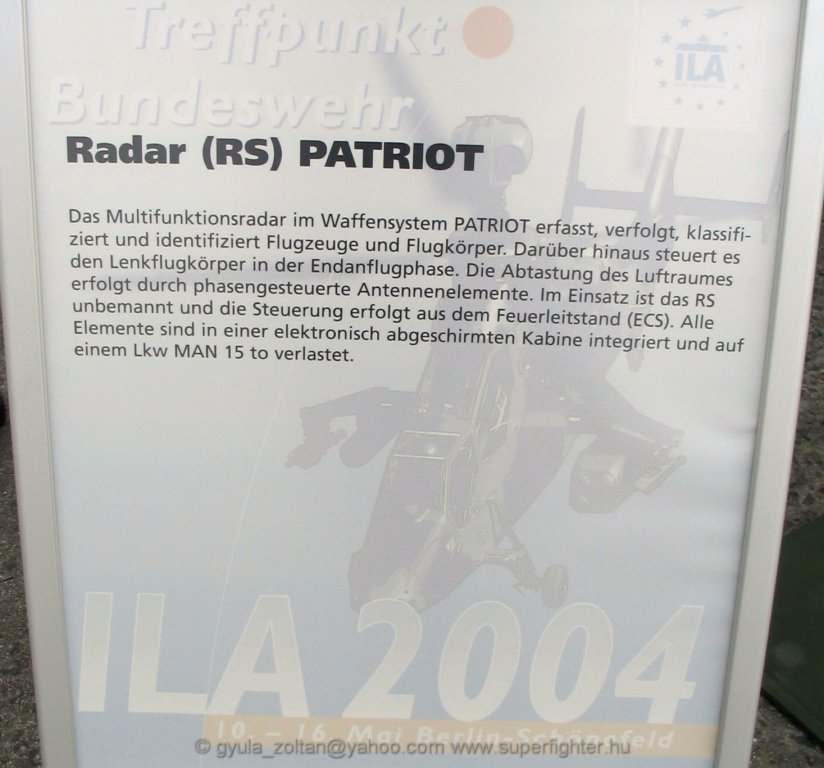 Treffpunkt
Bundeswehr
ILA
Radar (RS) PATRIOT
Das Multifunktionsradar im Waffensystem PATRIOT erfasst, verfolgt, klassifi-
ziert und identifiziert Flugzeuge und Flugkörper. Darüber hinaus steuert es
den Lenkflugkörper in der Endanflugphase. Die Abtastung des Luftraumes
erfolgt durch phasengesteuerte Antennenelemente. Im Einsatz ist das RS
unbemannt und die Steuerung erfolgt aus dem Feuerleitstand (ECS). Alle
Elemente sind in einer elektronisch abgeschirmten Kabine integriert und auf
einem Lkw MAN 15 to verlastet.
ILA 2004
10. – 16. Mai Berlin-Schönefeld
© gyula_zoltan@yahoo.com www.superfighter.hu